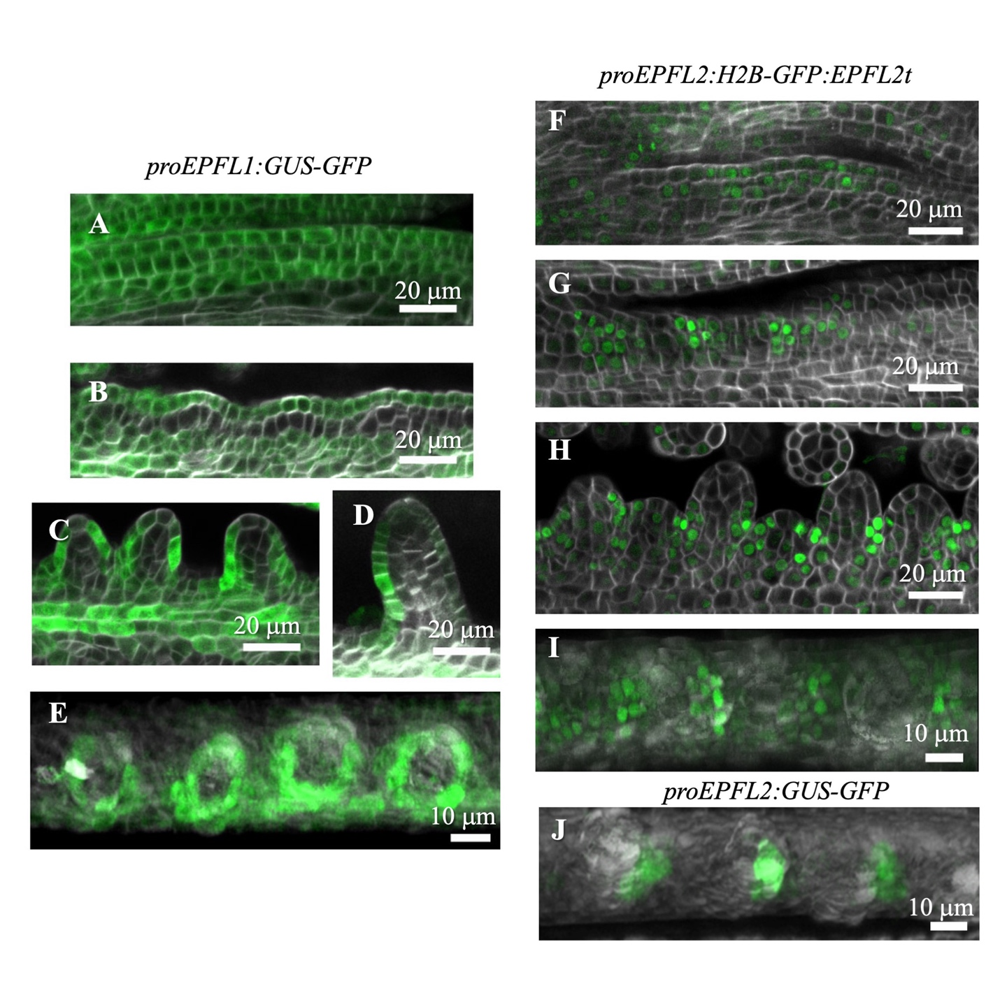 proEPFL1:GUS-GFP
A
20 µm
B
20 µm
C
20 µm
D
20 µm
E
10 µm
proEPFL2:H2B-GFP:EPFL2t
F
20 µm
G
20 µm
H
20 µm
I
10 µm
proEPFL2:GUS-GFP
J
10 µm